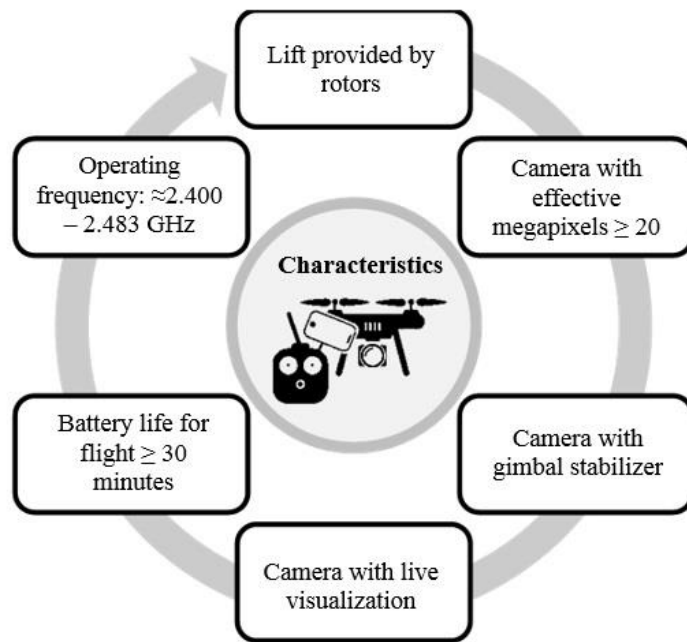 Lift provided by
rotors
Camera with
effective
megapixels ≥ 20
Camera with
gimbal stabilizer
Camera with live
visualization
Battery life for
flight ≥ 30
minutes
Operating
frequency: ≈2.400
– 2.483 GHz
Characteristics